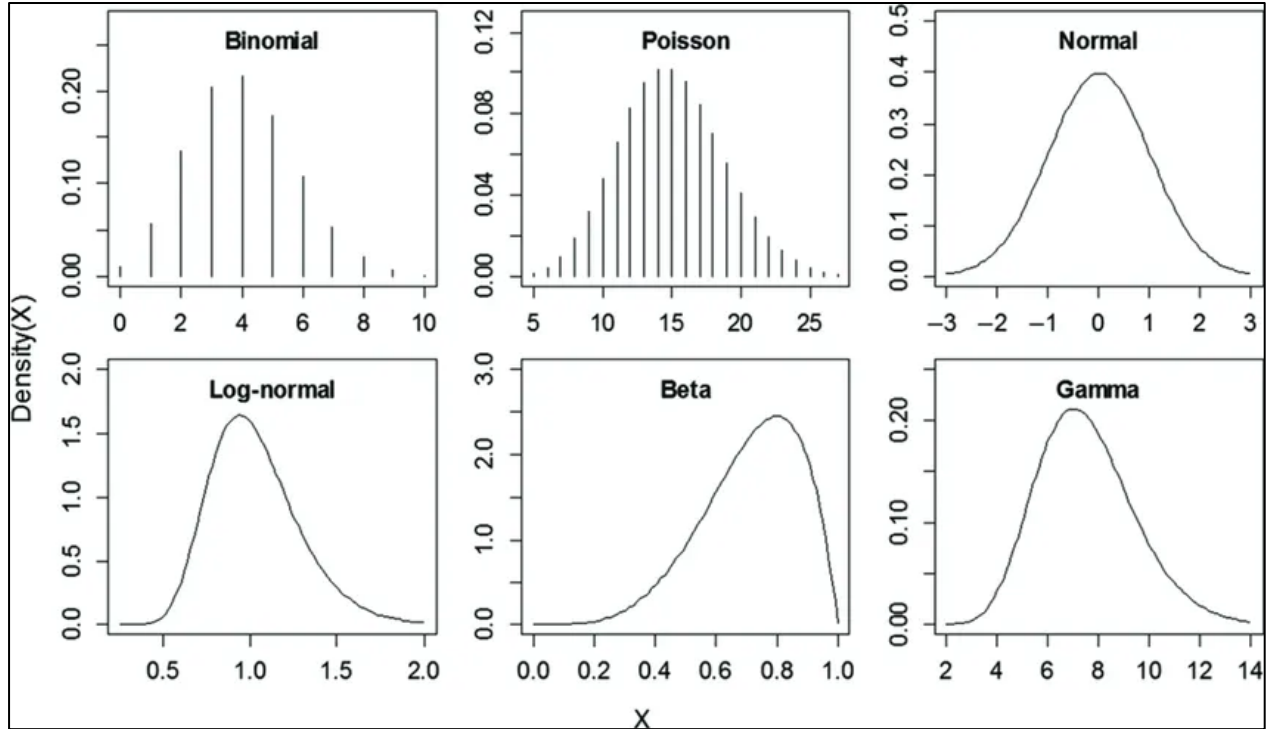 Density(X)
Binomial
0.20
0.10
0.00
0 2 4 6 8 10
Poisson
0.12
0.08
0.04
0.00
5 10 15 20 25
Normal
0.5
0.4
0.3
0.2
0.1
0.0
–3 –2 –1 0 1 2 3
Log-normal
2.0
1.5
1.0
0.5
0.0
0.5 1.0 1.5 2.0
Beta
3.0
2.0
1.0
0.0
0.0 0.2 0.4 0.6 0.8 1.0
Gamma
0.20
0.10
0.00
2 4 6 8 10 12 14
X